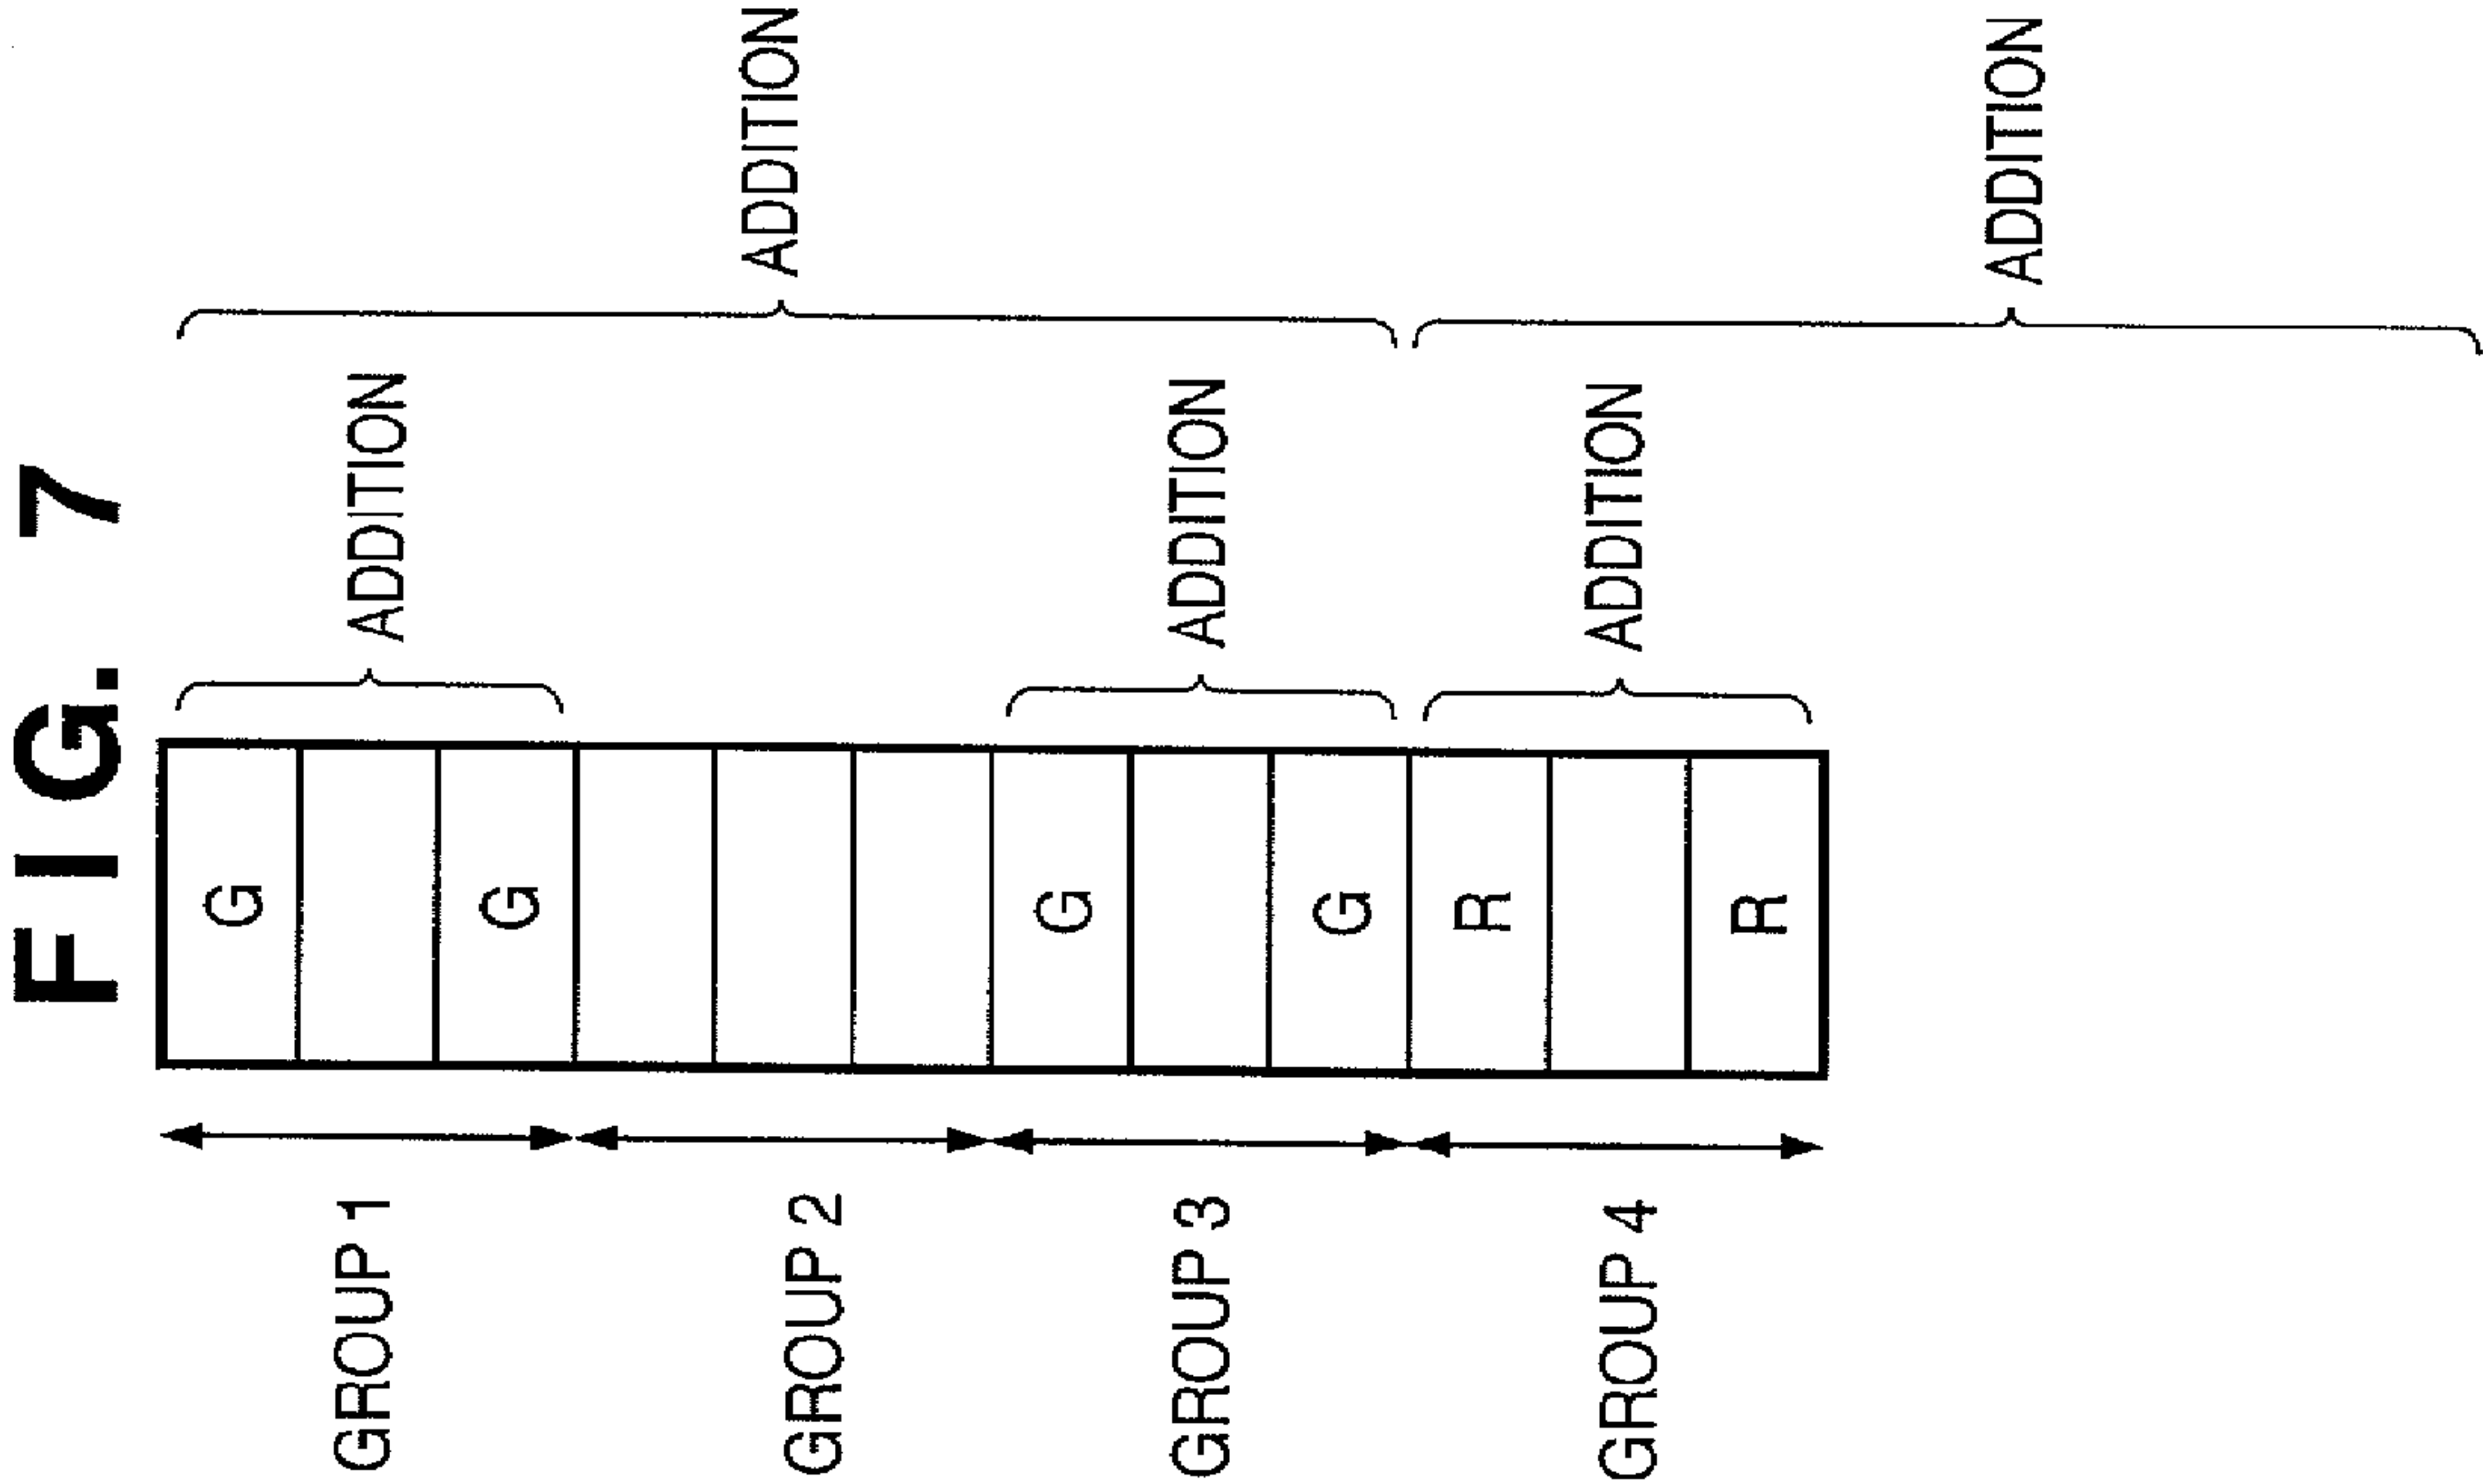 FIG. 7
G
GROUP 1
ADDITION
G
ADDITION
GROUP 2
G
GROUP 3
ADDITION
G
R
GROUP 4
ADDITION
R
ADDITION